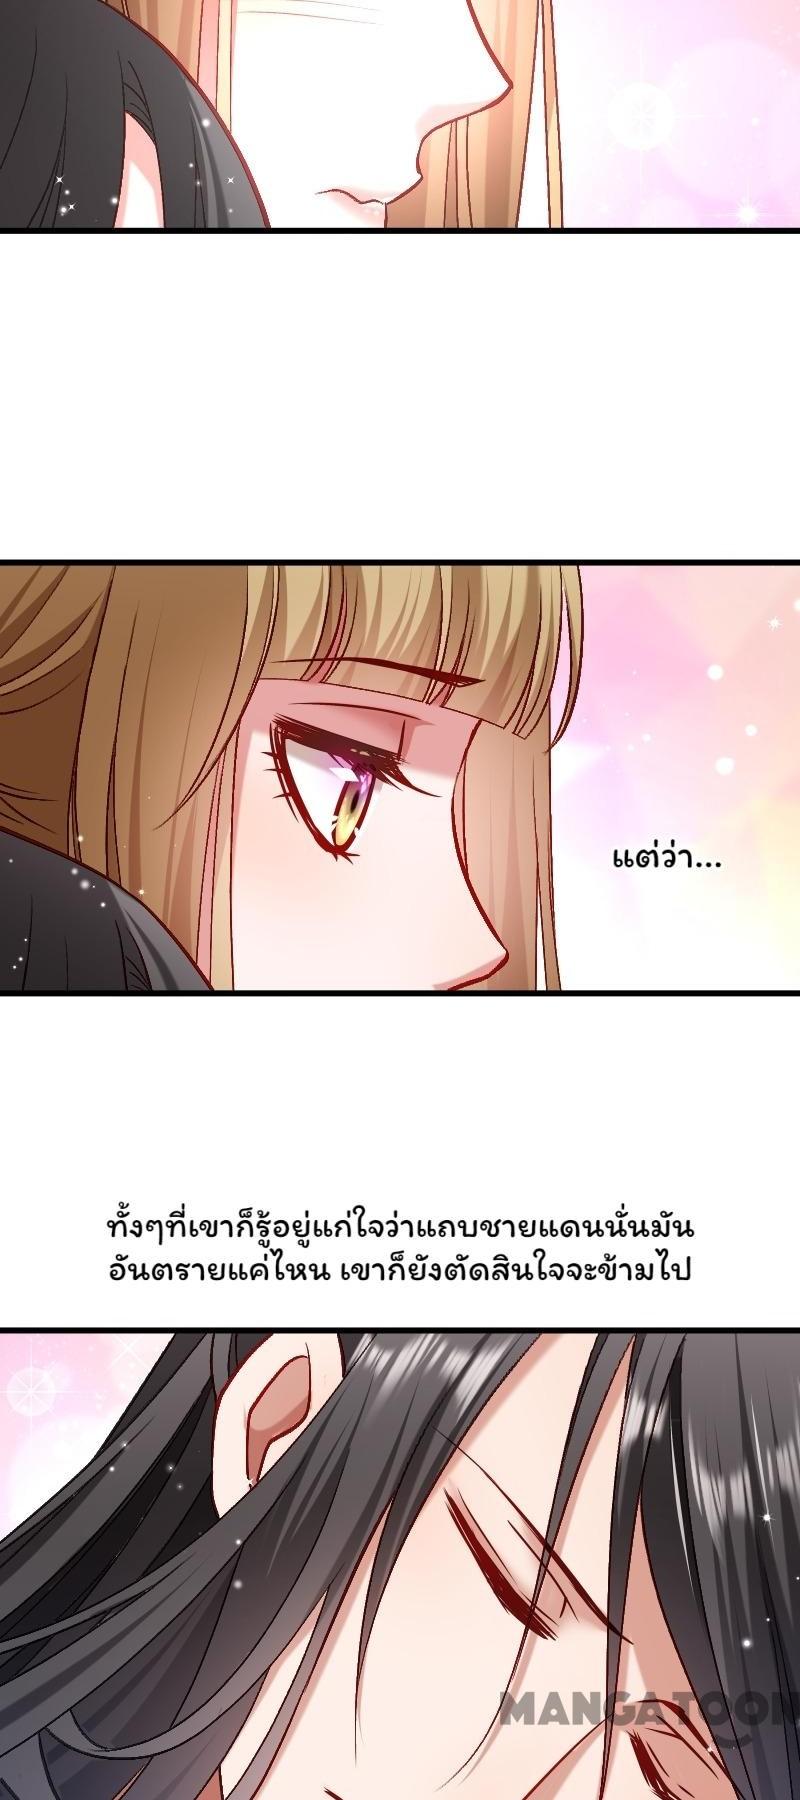 แต่ว่า...
ทั้งๆที่เขาก็รู้อยู่แก่ใจว่าแถบชายแดนนั่นมัน
อันตรายแค่ไหน เขาก็ยังตัดสินใจจะข้ามไป
MANGATOON